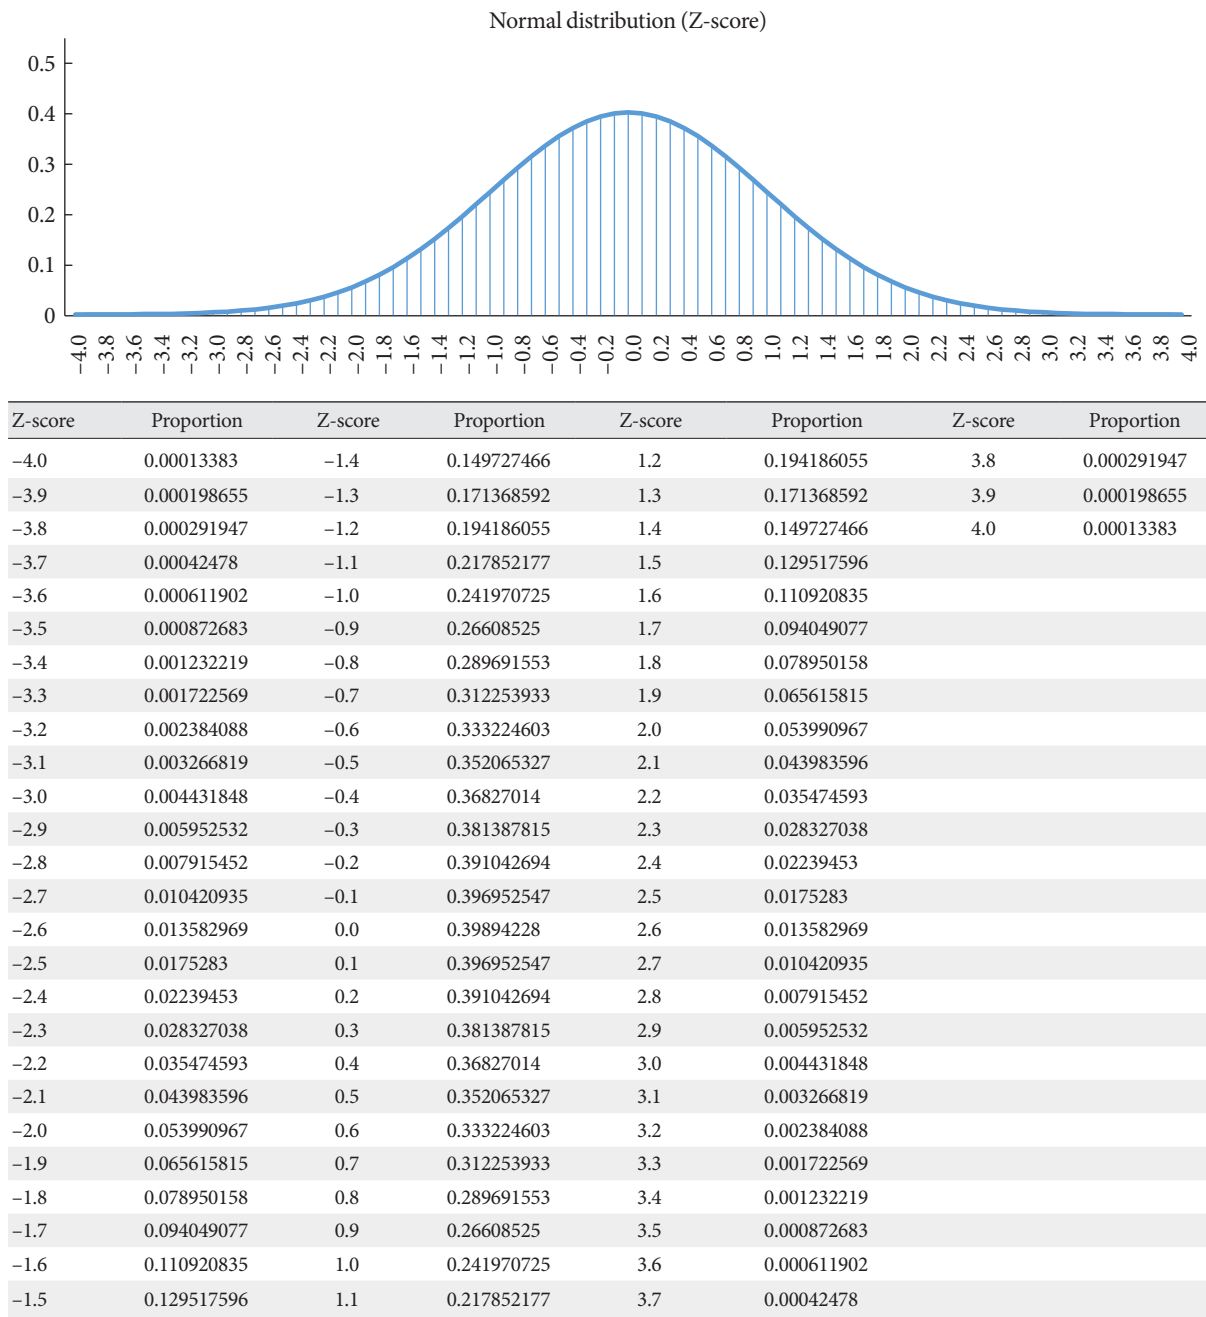 Normal distribution (Z-score)
0.5
0.4
0.3
0.2
0.1
0
–4.0 –3.8 –3.6 –3.4 –3.2 –3.0 –2.8 –2.6 –2.4 –2.2 –2.0 –1.8 –1.6 –1.4 –1.2 –1.0 –0.8 –0.6 –0.4 –0.2 0.0 0.2 0.4 0.6 0.8 1.0 1.2 1.4 1.6 1.8 2.0 2.2 2.4 2.6 2.8 3.0 3.2 3.4 3.6 3.8 4.0
Z-score Proportion Z-score Proportion Z-score Proportion Z-score Proportion
–4.0 0.00013383 –1.4 0.149727466 1.2 0.194186055 3.8 0.000291947
–3.9 0.000198655 –1.3 0.171368592 1.3 0.171368592 3.9 0.000198655
–3.8 0.000291947 –1.2 0.194186055 1.4 0.149727466 4.0 0.00013383
–3.7 0.00042478 –1.1 0.217852177 1.5 0.129517596
–3.6 0.000611902 –1.0 0.241970725 1.6 0.110920835
–3.5 0.000872683 –0.9 0.26608525 1.7 0.094049077
–3.4 0.001232219 –0.8 0.289691553 1.8 0.078950158
–3.3 0.001722569 –0.7 0.312253933 1.9 0.065615815
–3.2 0.002384088 –0.6 0.333224603 2.0 0.053990967
–3.1 0.003266819 –0.5 0.352065327 2.1 0.043983596
–3.0 0.004431848 –0.4 0.36827014 2.2 0.035474593
–2.9 0.005952532 –0.3 0.381387815 2.3 0.028327038
–2.8 0.007915452 –0.2 0.391042694 2.4 0.02239453
–2.7 0.010420935 –0.1 0.396952547 2.5 0.0175283
–2.6 0.013582969 0.0 0.39894228 2.6 0.013582969
–2.5 0.0175283 0.1 0.396952547 2.7 0.010420935
–2.4 0.02239453 0.2 0.391042694 2.8 0.007915452
–2.3 0.028327038 0.3 0.381387815 2.9 0.005952532
–2.2 0.035474593 0.4 0.36827014 3.0 0.004431848
–2.1 0.043983596 0.5 0.352065327 3.1 0.003266819
–2.0 0.053990967 0.6 0.333224603 3.2 0.002384088
–1.9 0.065615815 0.7 0.312253933 3.3 0.001722569
–1.8 0.078950158 0.8 0.289691553 3.4 0.001232219
–1.7 0.094049077 0.9 0.26608525 3.5 0.000872683
–1.6 0.110920835 1.0 0.241970725 3.6 0.000611902
–1.5 0.129517596 1.1 0.217852177 3.7 0.00042478